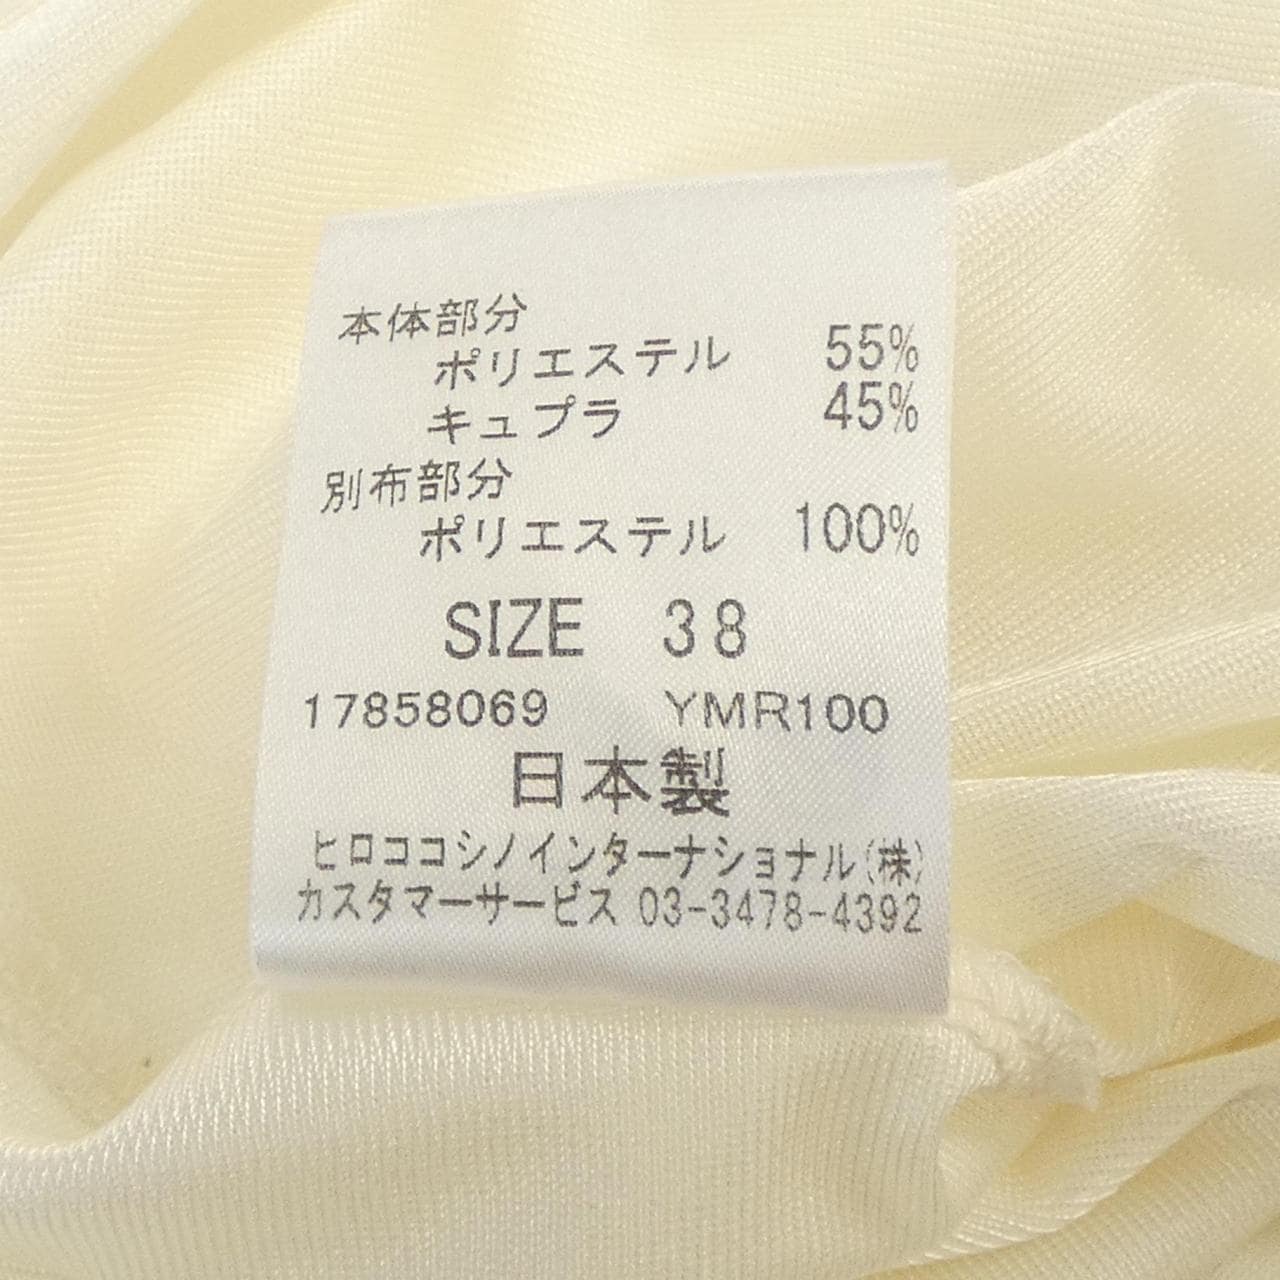 本体部分
ポリエステル 55%
キュプラ 45%
別布部分
ポリエステル 100%
SIZE 38
17858069 YMR100
日本製
ヒロココシノインターナショナル(株)
カスタマーサービス 03-3478-4392